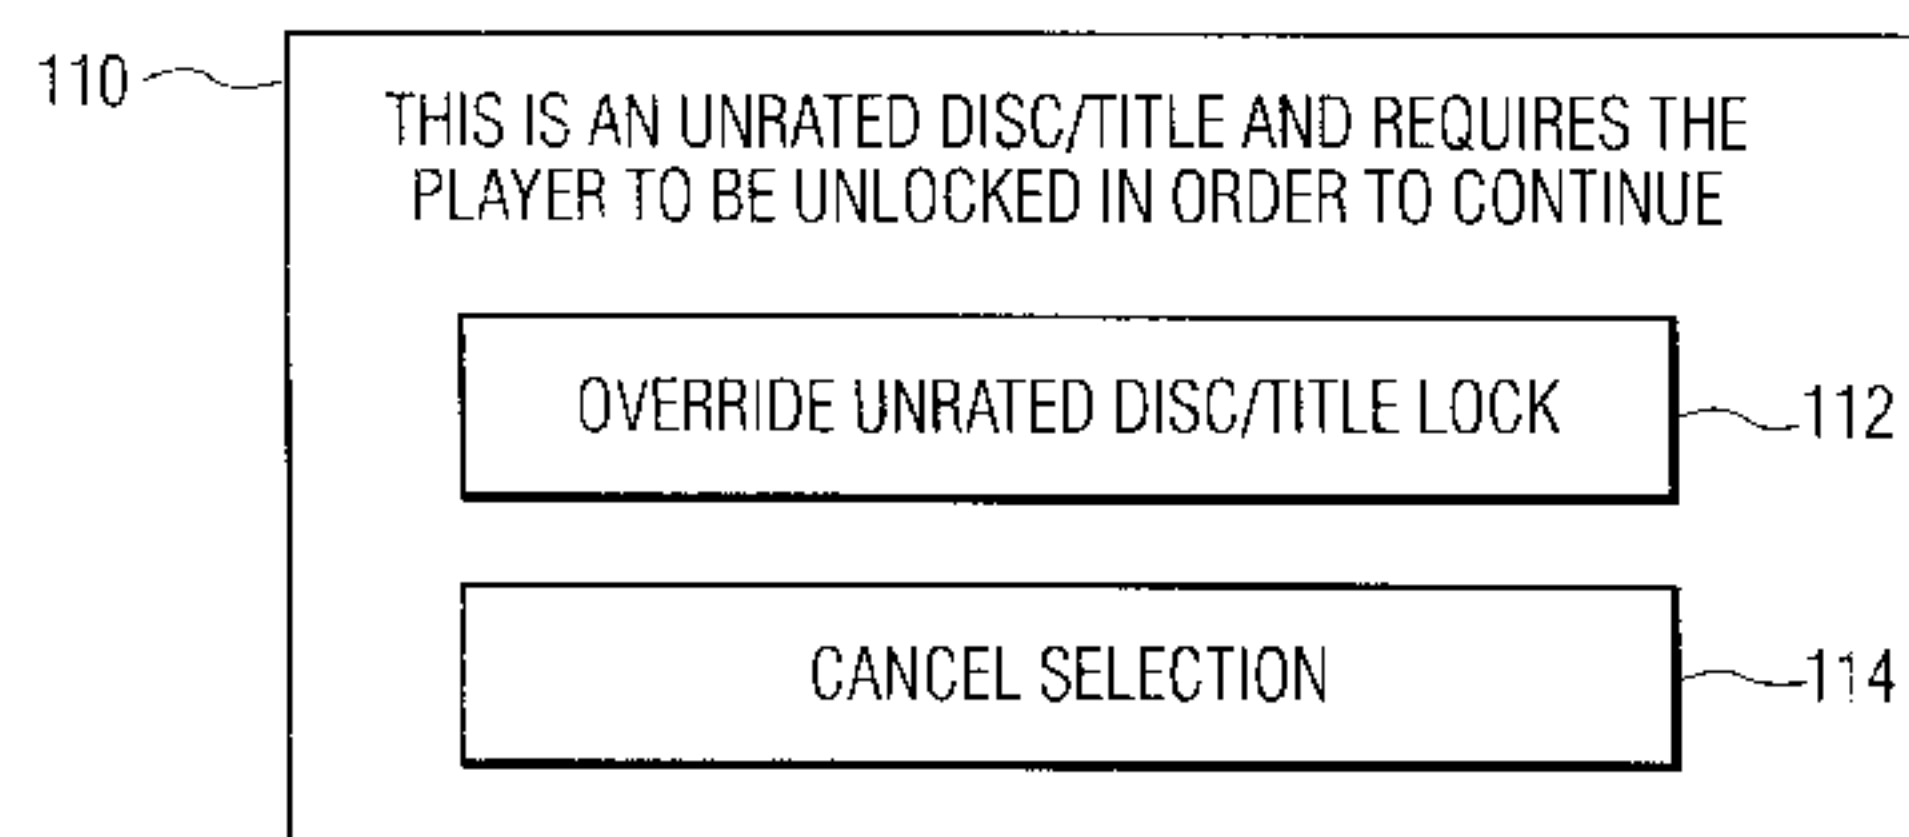 110
THIS IS AN UNRATED DISC/TITLE AND REQUIRES THE
PLAYER TO BE UNLOCKED IN ORDER TO CONTINUE
OVERRIDE UNRATED DISC/TITLE LOCK
112
CANCEL SELECTION
114